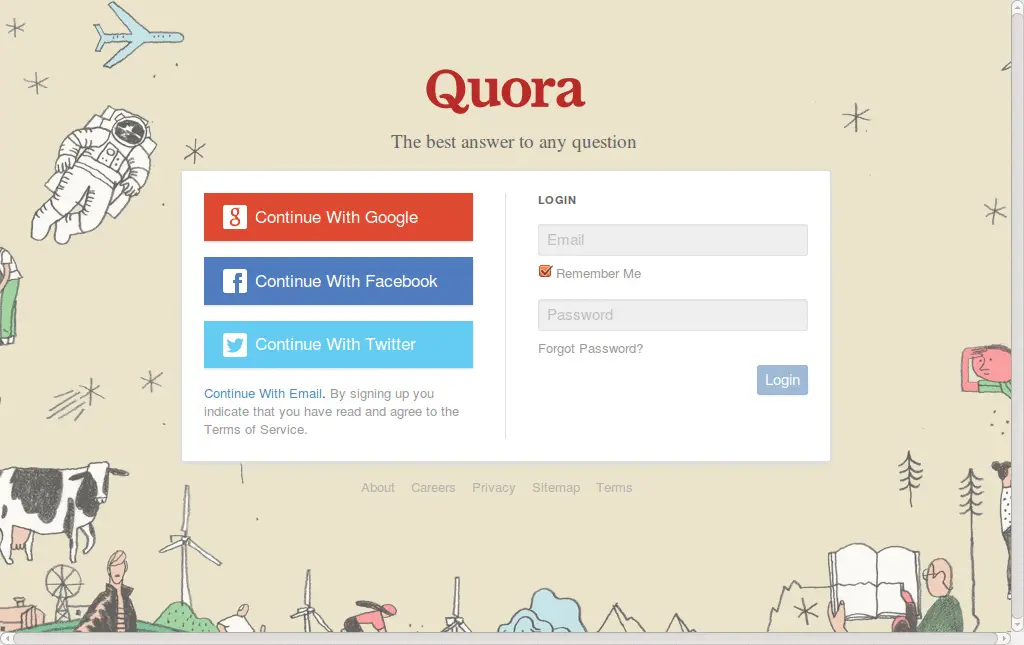 Quora
The best answer to any question
Continue With Google
Continue With Facebook
Continue With Twitter
Continue With Email. By signing up you
indicate that you have read and agree to the
Terms of Service.
LOGIN
Email
Remember Me
Password
Forgot Password?
Login
About Careers Privacy Sitemap Terms